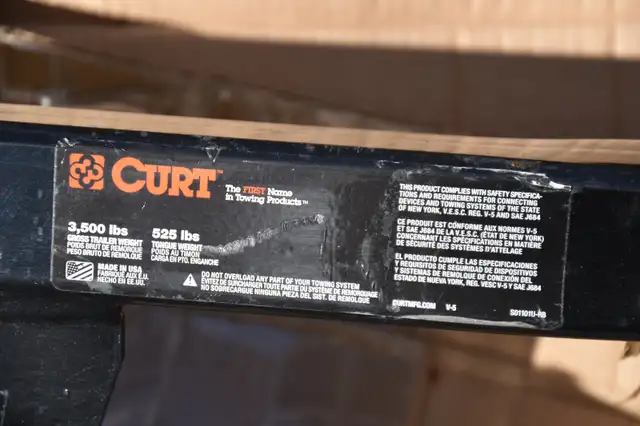 CURT™
The FIRST Name
in Towing Products™
3,500 lbs
GROSS TRAILER WEIGHT
POIDS BRUT DE REMORQUE
PESO BRUTO DE REMOLQUE
525 lbs
TONGUE WEIGHT
POIDS AU TIMON
CARGA EN PTO. ENGANCHE
MADE IN USA
FABRIQUÉ AUX É.U.
HECHO EN EE.UU.
DO NOT OVERLOAD ANY PART OF YOUR TOWING SYSTEM
ÉVITEZ DE SURCHARGER TOUTE PARTIE DU SYSTÈME DE REMORQUAGE
NO SOBRECARGUE NINGUNA PIEZA DEL SIST. DE REMOLQUE
THIS PRODUCT COMPLIES WITH SAFETY SPECIFICA-
TIONS AND REQUIREMENTS FOR CONNECTING
DEVICES AND TOWING SYSTEMS OF THE STATE
OF NEW YORK, V.E.S.C. REG. V-5 AND SAE J684
CE PRODUIT EST CONFORME AUX NORMES V-5
ET SAE J684 DE LA V.E.S.C. (ÉTAT DE NEW YORK)
CONCERNANT LES SPÉCIFICATIONS EN MATIÈRE
DE SÉCURITÉ DES SYSTÈMES D'ATTELAGE
EL PRODUCTO CUMPLE LAS ESPECIFICACIONES
Y REQUISITOS DE SEGURIDAD DE DISPOSITIVOS
Y SISTEMAS DE REMOLQUE DE CONEXIÓN DEL
ESTADO DE NUEVA YORK, REG. VESC V-5 Y SAE J684
CURTMFG.COM V-5
S01101U-RB